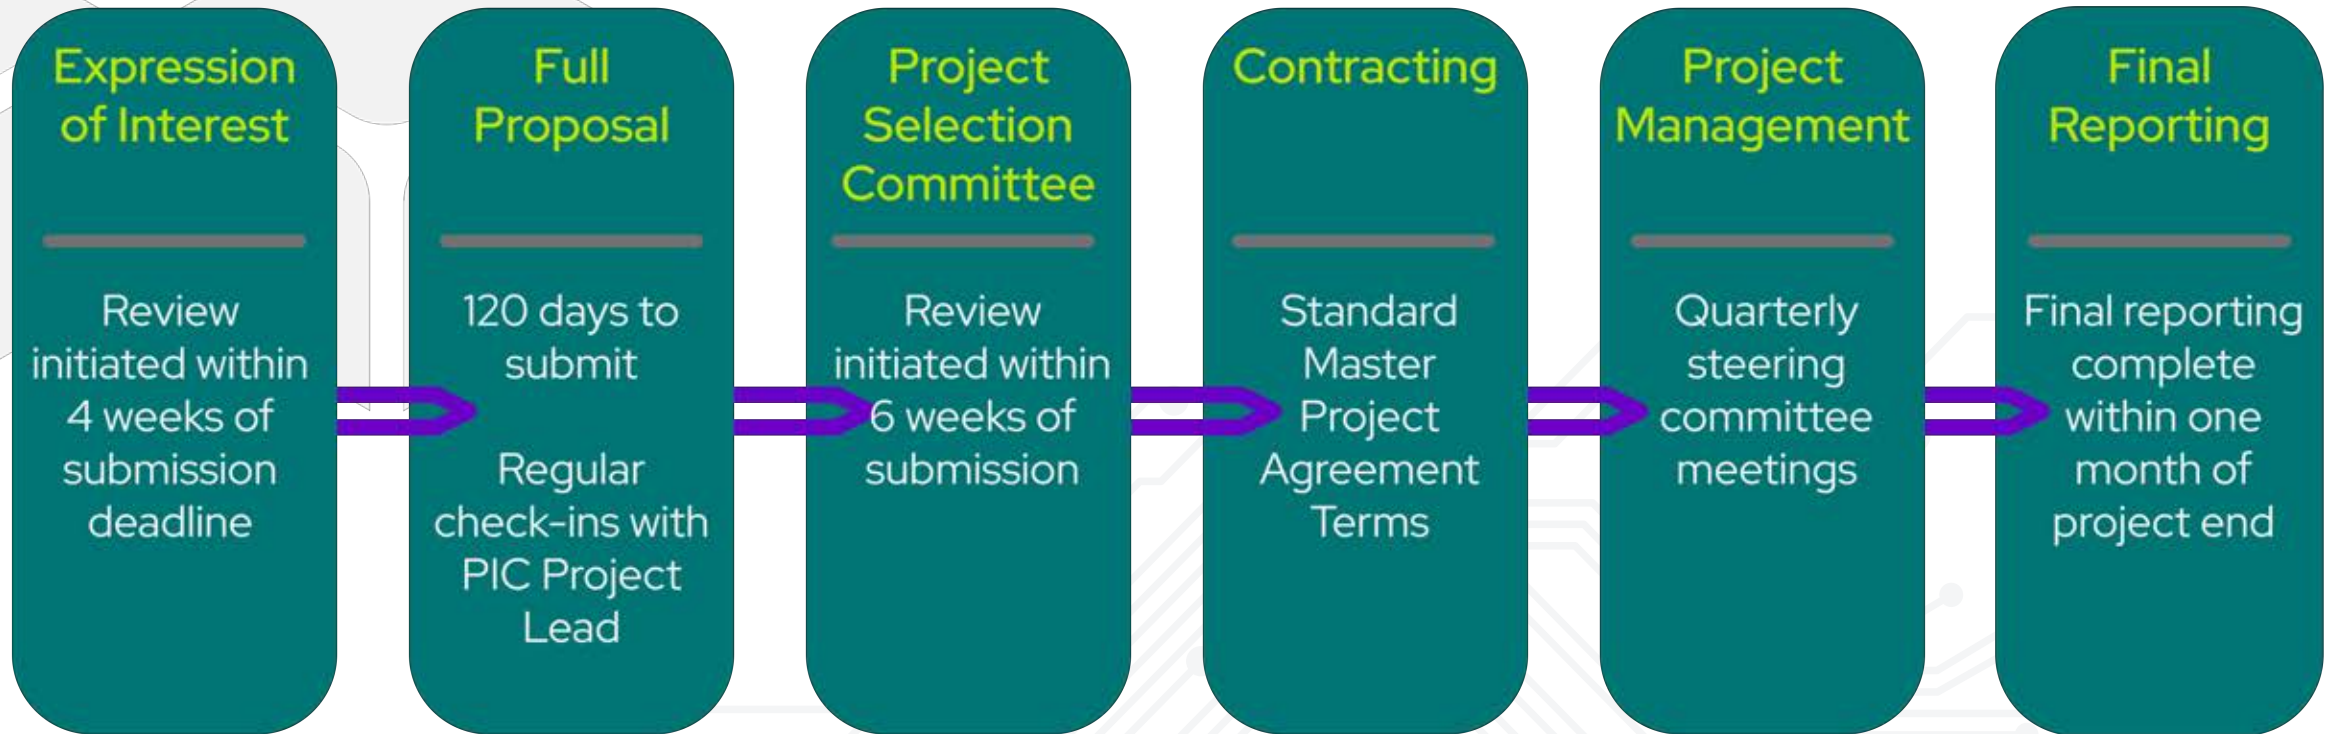 Expression
of Interest
Review
initiated within
4 weeks of
submission
deadline
Full
Proposal
120 days to
submit
Regular
check-ins with
PIC Project
Lead
Project
Selection
Committee
Review
initiated within
6 weeks of
submission
Contracting
Standard
Master
Project
Agreement
Terms
Project
Management
Quarterly
steering
committee
meetings
Final
Reporting
Final reporting
complete
within one
month of
project end